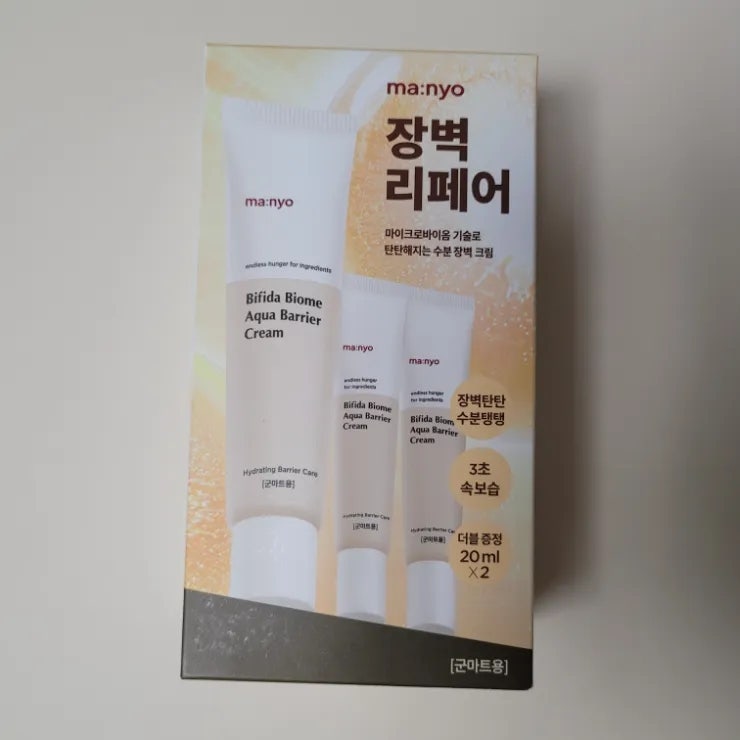 ma:nyo
장벽
리페어
마이크로바이옴 기술로
탄탄해지는 수분 장벽 크림
ma:nyo
endless hunger for ingredients
Bifida Biome
Aqua Barrier
Cream
Hydrating Barrier Care
[군마트용]
ma:nyo
endless hunger
for ingredients
Bifida Biome
Aqua Barrier
Cream
Hydrating Barrier Care
[군마트용]
ma:nyo
endless hunger
for ingredients
Bifida Biome
Aqua Barrier
Cream
Hydrating Barrier Care
[군마트용]
장벽탄탄
수분탱탱
3초
속보습
더블 증정
20ml
X2
[군마트용]